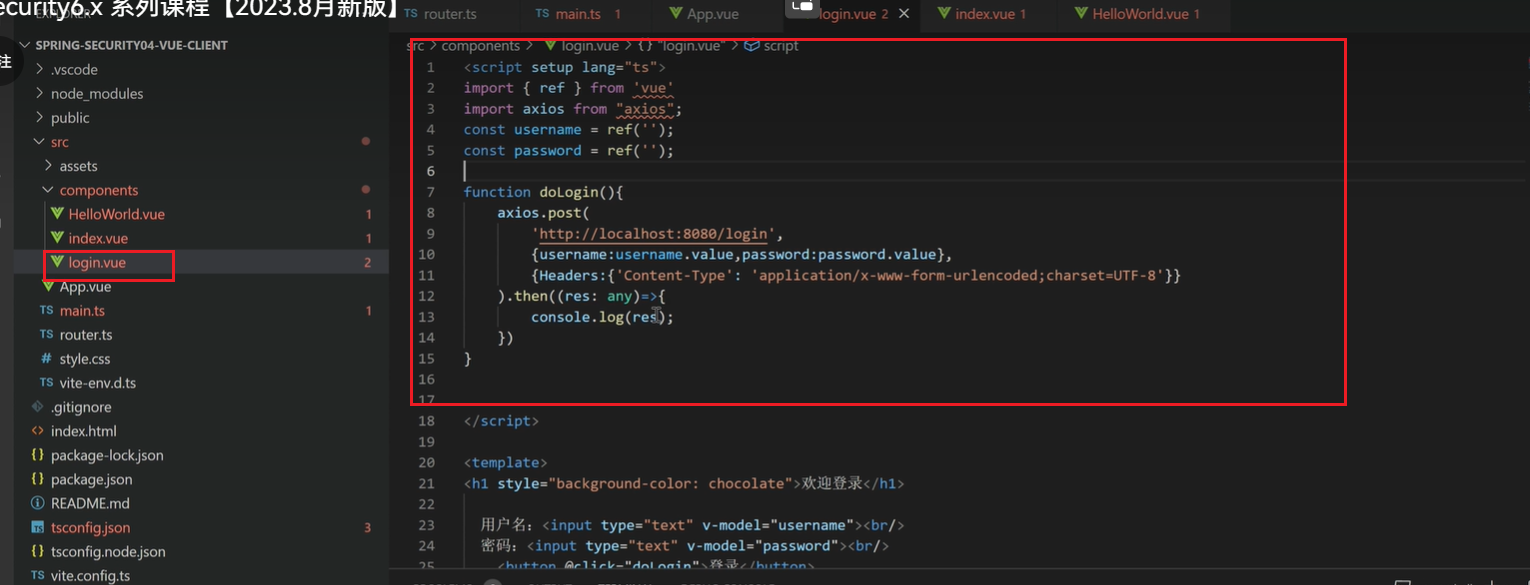 ecurity6.x 系列课程【2023.8月新版】
TS router.ts
TS main.ts 1
App.vue
login.vue 2 ×
index.vue 1
HelloWorld.vue 1
注
SPRING-SECURITY04-VUE-CLIENT
.vscode
node_modules
public
src
assets
components
HelloWorld.vue 1
index.vue 1
login.vue 2
App.vue
TS main.ts 1
TS router.ts
# style.css
TS vite-env.d.ts
.gitignore
<> index.html
{} package-lock.json
{} package.json
README.md
TS tsconfig.json 3
{} tsconfig.node.json
TS vite.config.ts
src > components > login.vue > {} "login.vue" > script
1 <script setup lang="ts">
2 import { ref } from 'vue'
3 import axios from "axios";
4 const username = ref('');
5 const password = ref('');
6
7 function doLogin(){
8 axios.post(
9 'http://localhost:8080/login',
10 {username:username.value,password:password.value},
11 {Headers:{'Content-Type': 'application/x-www-form-urlencoded;charset=UTF-8'}}
12 ).then((res: any)=>{
13 console.log(res);
14 })
15 }
16
17
18 </script>
19
20 <template>
21 <h1 style="background-color: chocolate">欢迎登录</h1>
22
23 用户名：<input type="text" v-model="username"><br/>
24 密码：<input type="text" v-model="password"><br/>
25 <button @click="doLogin">登录</button>